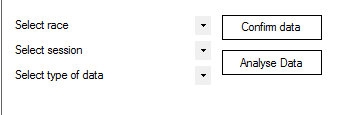 Select race
Confirm data
Select session
Analyse Data
Select type of data